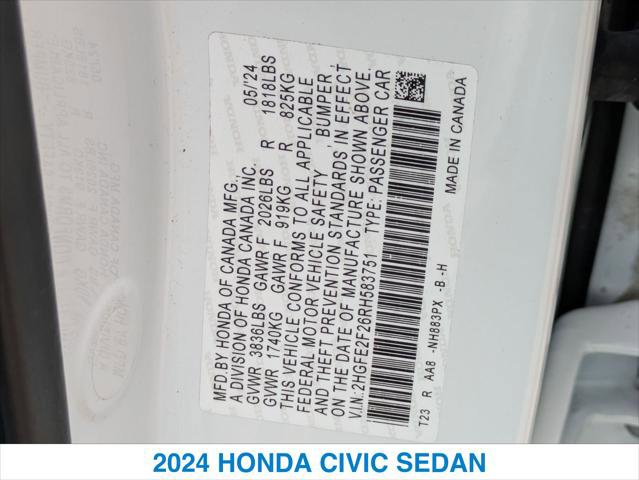 MFD. BY HONDA OF CANADA MFG.,
A DIVISION OF HONDA CANADA INC. 05/24
GVWR 3836LBS GAWR F 2026LBS R 1818LBS
GVWR 1740KG GAWR F 919KG R 825KG
THIS VEHICLE CONFORMS TO ALL APPLICABLE
FEDERAL MOTOR VEHICLE SAFETY, BUMPER,
AND THEFT PREVENTION STANDARDS IN EFFECT
ON THE DATE OF MANUFACTURE SHOWN ABOVE.
V.I.N: 2HGFE2F26RH583751 TYPE: PASSENGER CAR
T23 R AA8 -NH883PX -B -H
MADE IN CANADA
2024 HONDA CIVIC SEDAN